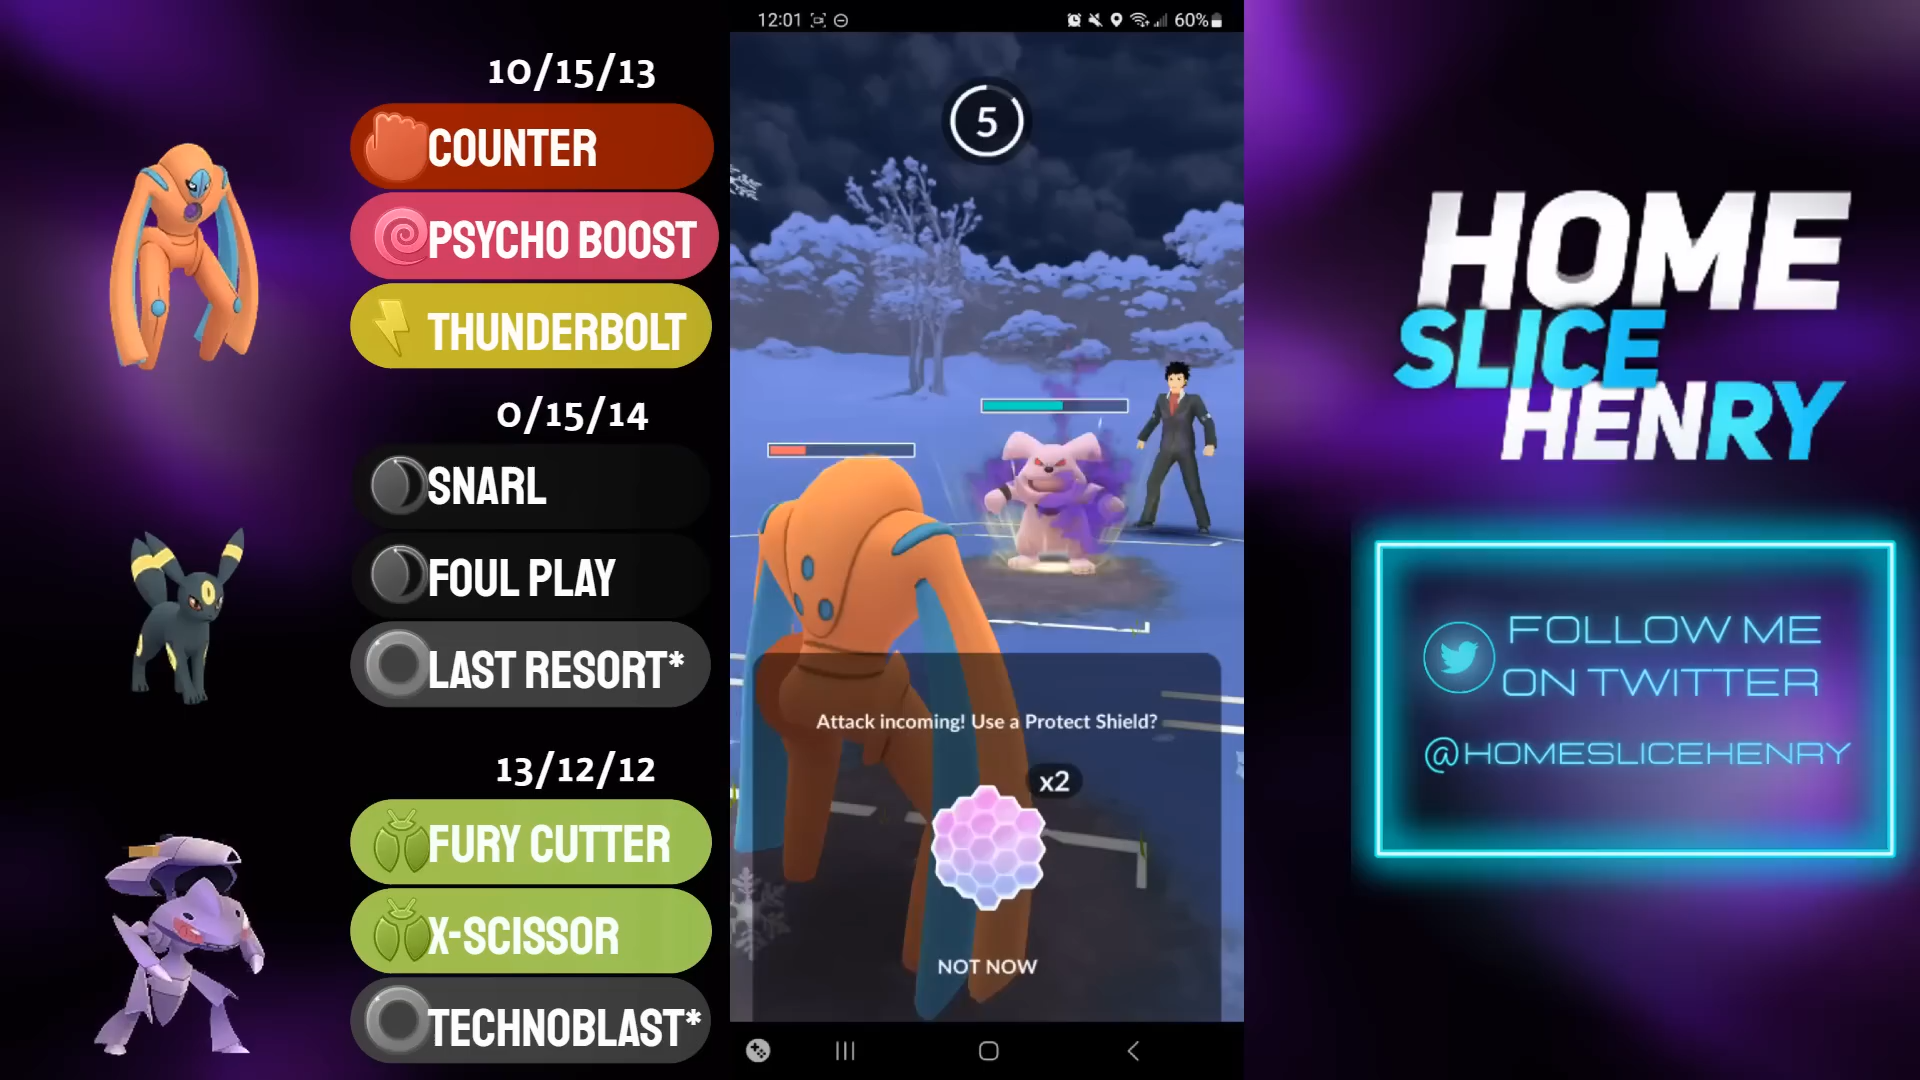 10/15/13
COUNTER
PSYCHO BOOST
THUNDERBOLT
0/15/14
SNARL
FOUL PLAY
LAST RESORT*
13/12/12
FURY CUTTER
X-SCISSOR
TECHNOBLAST*
12:01
60%
5
Attack incoming! Use a Protect Shield?
x2
NOT NOW
HOME
SLICE
HENRY
FOLLOW ME
ON TWITTER
@HOMESLICEHENRY